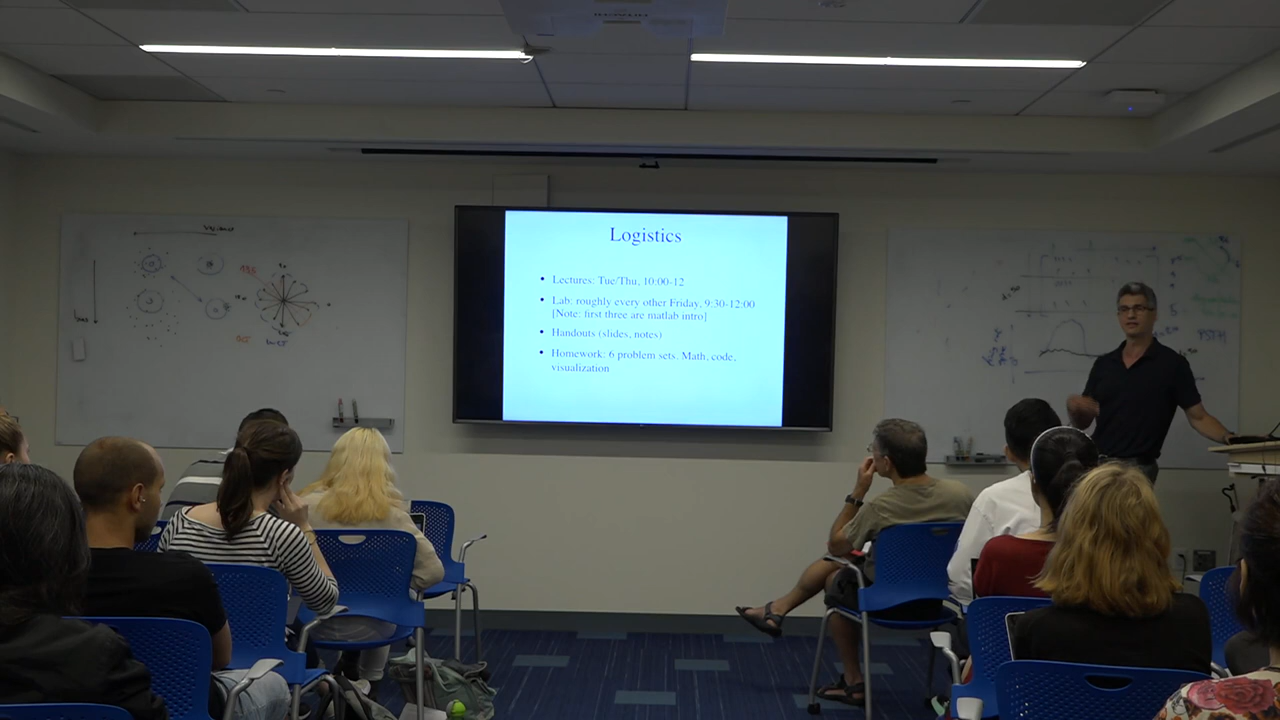 Logistics
• Lectures: Tue/Thu, 10:00-12
• Lab: roughly every other Friday, 9:30-12:00
[Note: first three are matlab intro]
• Handouts (slides, notes)
• Homework: 6 problem sets. Math, code,
visualization